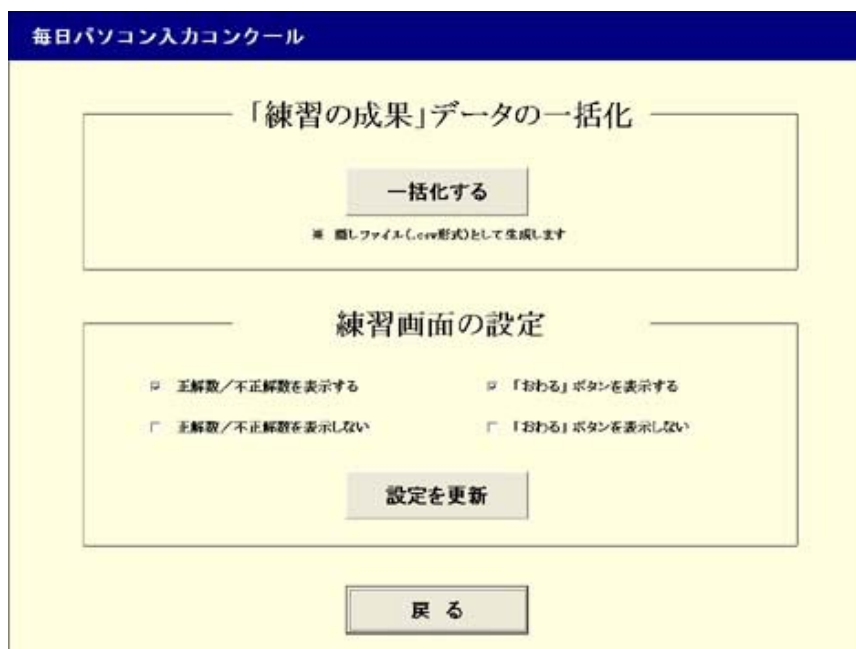 毎日パソコン入力コンクール
「練習の成果」データの一括化
一括化する
※ 隠しファイル(.csv形式)として生成します
練習画面の設定
正解数／不正解数を表示する
「おわる」ボタンを表示する
正解数／不正解数を表示しない
「おわる」ボタンを表示しない
設定を更新
戻 る